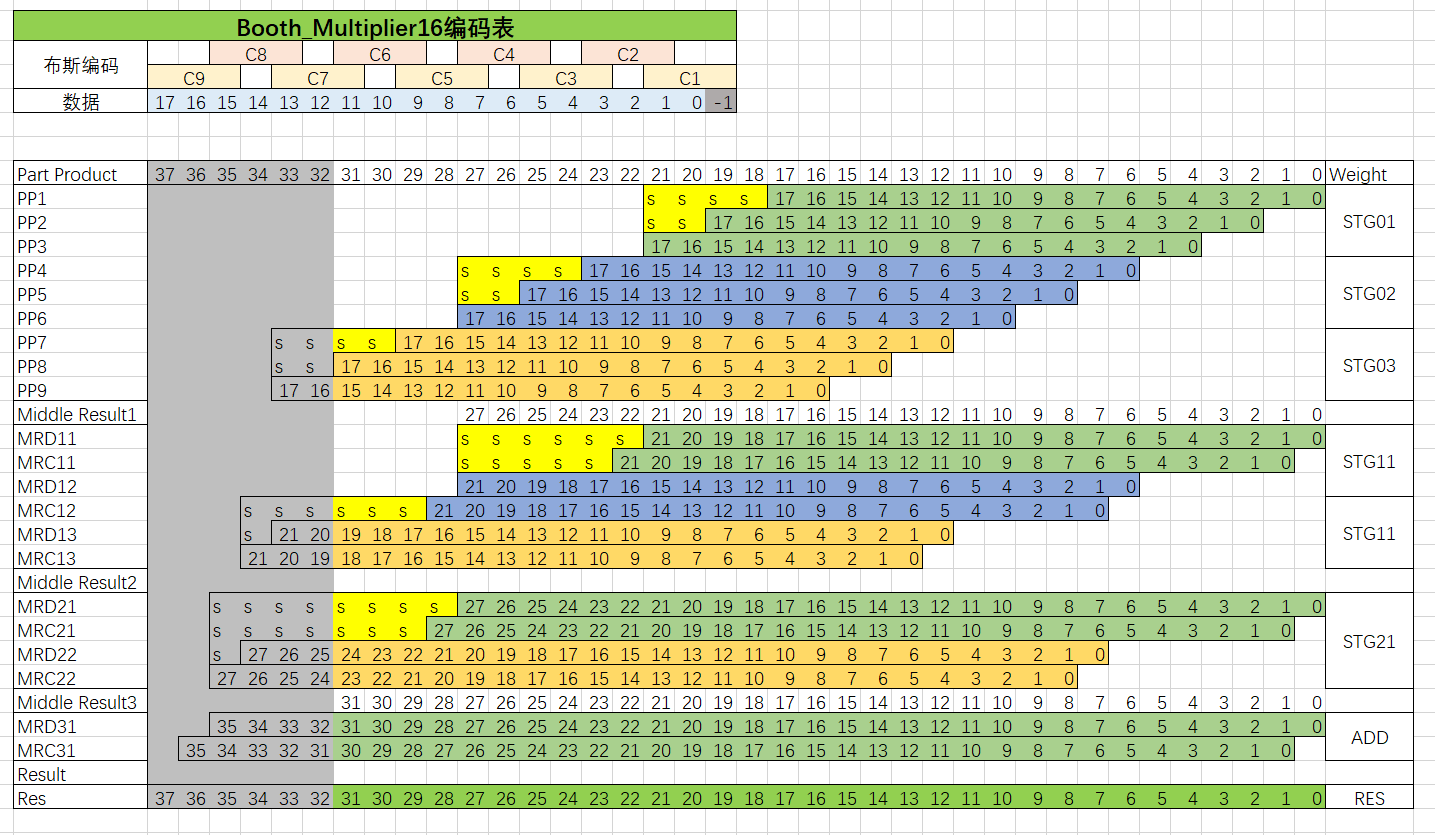 Booth_Multiplier16编码表
C8 C6 C4 C2
布斯编码
C9 C7 C5 C3 C1
数据 17 16 15 14 13 12 11 10 9 8 7 6 5 4 3 2 1 0 -1
Part Product 37 36 35 34 33 32 31 30 29 28 27 26 25 24 23 22 21 20 19 18 17 16 15 14 13 12 11 10 9 8 7 6 5 4 3 2 1 0 Weight
PP1 s s s s 17 16 15 14 13 12 11 10 9 8 7 6 5 4 3 2 1 0
PP2 s s 17 16 15 14 13 12 11 10 9 8 7 6 5 4 3 2 1 0 STG01
PP3 17 16 15 14 13 12 11 10 9 8 7 6 5 4 3 2 1 0
PP4 s s s s 17 16 15 14 13 12 11 10 9 8 7 6 5 4 3 2 1 0
PP5 s s 17 16 15 14 13 12 11 10 9 8 7 6 5 4 3 2 1 0 STG02
PP6 17 16 15 14 13 12 11 10 9 8 7 6 5 4 3 2 1 0
PP7 s s s s 17 16 15 14 13 12 11 10 9 8 7 6 5 4 3 2 1 0
PP8 s s 17 16 15 14 13 12 11 10 9 8 7 6 5 4 3 2 1 0 STG03
PP9 17 16 15 14 13 12 11 10 9 8 7 6 5 4 3 2 1 0
Middle Result1 27 26 25 24 23 22 21 20 19 18 17 16 15 14 13 12 11 10 9 8 7 6 5 4 3 2 1 0
MRD11 s s s s s s 21 20 19 18 17 16 15 14 13 12 11 10 9 8 7 6 5 4 3 2 1 0
MRC11 s s s s s 21 20 19 18 17 16 15 14 13 12 11 10 9 8 7 6 5 4 3 2 1 0 STG11
MRD12 21 20 19 18 17 16 15 14 13 12 11 10 9 8 7 6 5 4 3 2 1 0
MRC12 s s s s s s 21 20 19 18 17 16 15 14 13 12 11 10 9 8 7 6 5 4 3 2 1 0
MRD13 s 21 20 19 18 17 16 15 14 13 12 11 10 9 8 7 6 5 4 3 2 1 0 STG11
MRC13 21 20 19 18 17 16 15 14 13 12 11 10 9 8 7 6 5 4 3 2 1 0
Middle Result2
MRD21 s s s s s s s s 27 26 25 24 23 22 21 20 19 18 17 16 15 14 13 12 11 10 9 8 7 6 5 4 3 2 1 0
MRC21 s s s s s s s 27 26 25 24 23 22 21 20 19 18 17 16 15 14 13 12 11 10 9 8 7 6 5 4 3 2 1 0
STG21
MRD22 s 27 26 25 24 23 22 21 20 19 18 17 16 15 14 13 12 11 10 9 8 7 6 5 4 3 2 1 0
MRC22 27 26 25 24 23 22 21 20 19 18 17 16 15 14 13 12 11 10 9 8 7 6 5 4 3 2 1 0
Middle Result3 31 30 29 28 27 26 25 24 23 22 21 20 19 18 17 16 15 14 13 12 11 10 9 8 7 6 5 4 3 2 1 0
MRD31 35 34 33 32 31 30 29 28 27 26 25 24 23 22 21 20 19 18 17 16 15 14 13 12 11 10 9 8 7 6 5 4 3 2 1 0
ADD
MRC31 35 34 33 32 31 30 29 28 27 26 25 24 23 22 21 20 19 18 17 16 15 14 13 12 11 10 9 8 7 6 5 4 3 2 1 0
Result
Res 37 36 35 34 33 32 31 30 29 28 27 26 25 24 23 22 21 20 19 18 17 16 15 14 13 12 11 10 9 8 7 6 5 4 3 2 1 0 RES